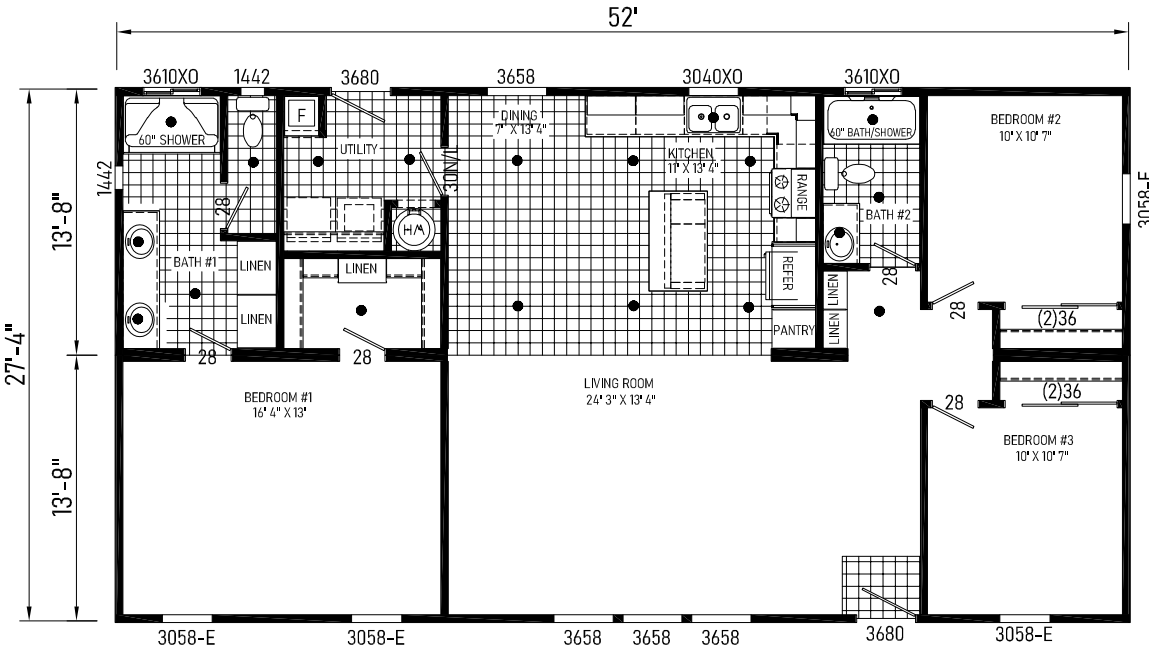 52'
3610XO
1442
3680
3658
3040XO
3610XO
60" SHOWER
F
UTILITY
DINING
7' X 13' 4"
KITCHEN
11' X 13' 4"
60" BATH/SHOWER
BEDROOM #2
10' X 10' 7"
1442
28
30N/L
RANGE
BATH #2
3058-E
13'-8"
BATH #1
LINEN
LINEN
HW
LINEN
REFER
28
LINEN
LINEN
28
(2)36
PANTRY
27'-4"
28
28
BEDROOM #1
16' 4" X 13'
LIVING ROOM
24' 3" X 13' 4"
(2)36
28
BEDROOM #3
10' X 10' 7"
13'-8"
3058-E
3058-E
3658
3658
3658
3680
3058-E